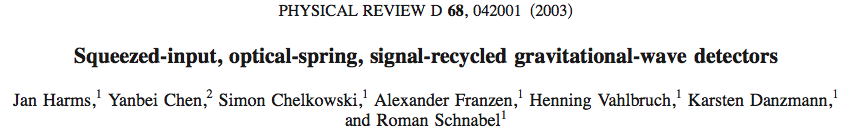 PHYSICAL REVIEW D 68, 042001 (2003)
Squeezed-input, optical-spring, signal-recycled gravitational-wave detectors
Jan Harms,1 Yanbei Chen,2 Simon Chelkowski,1 Alexander Franzen,1 Henning Vahlbruch,1 Karsten Danzmann,1
and Roman Schnabel1